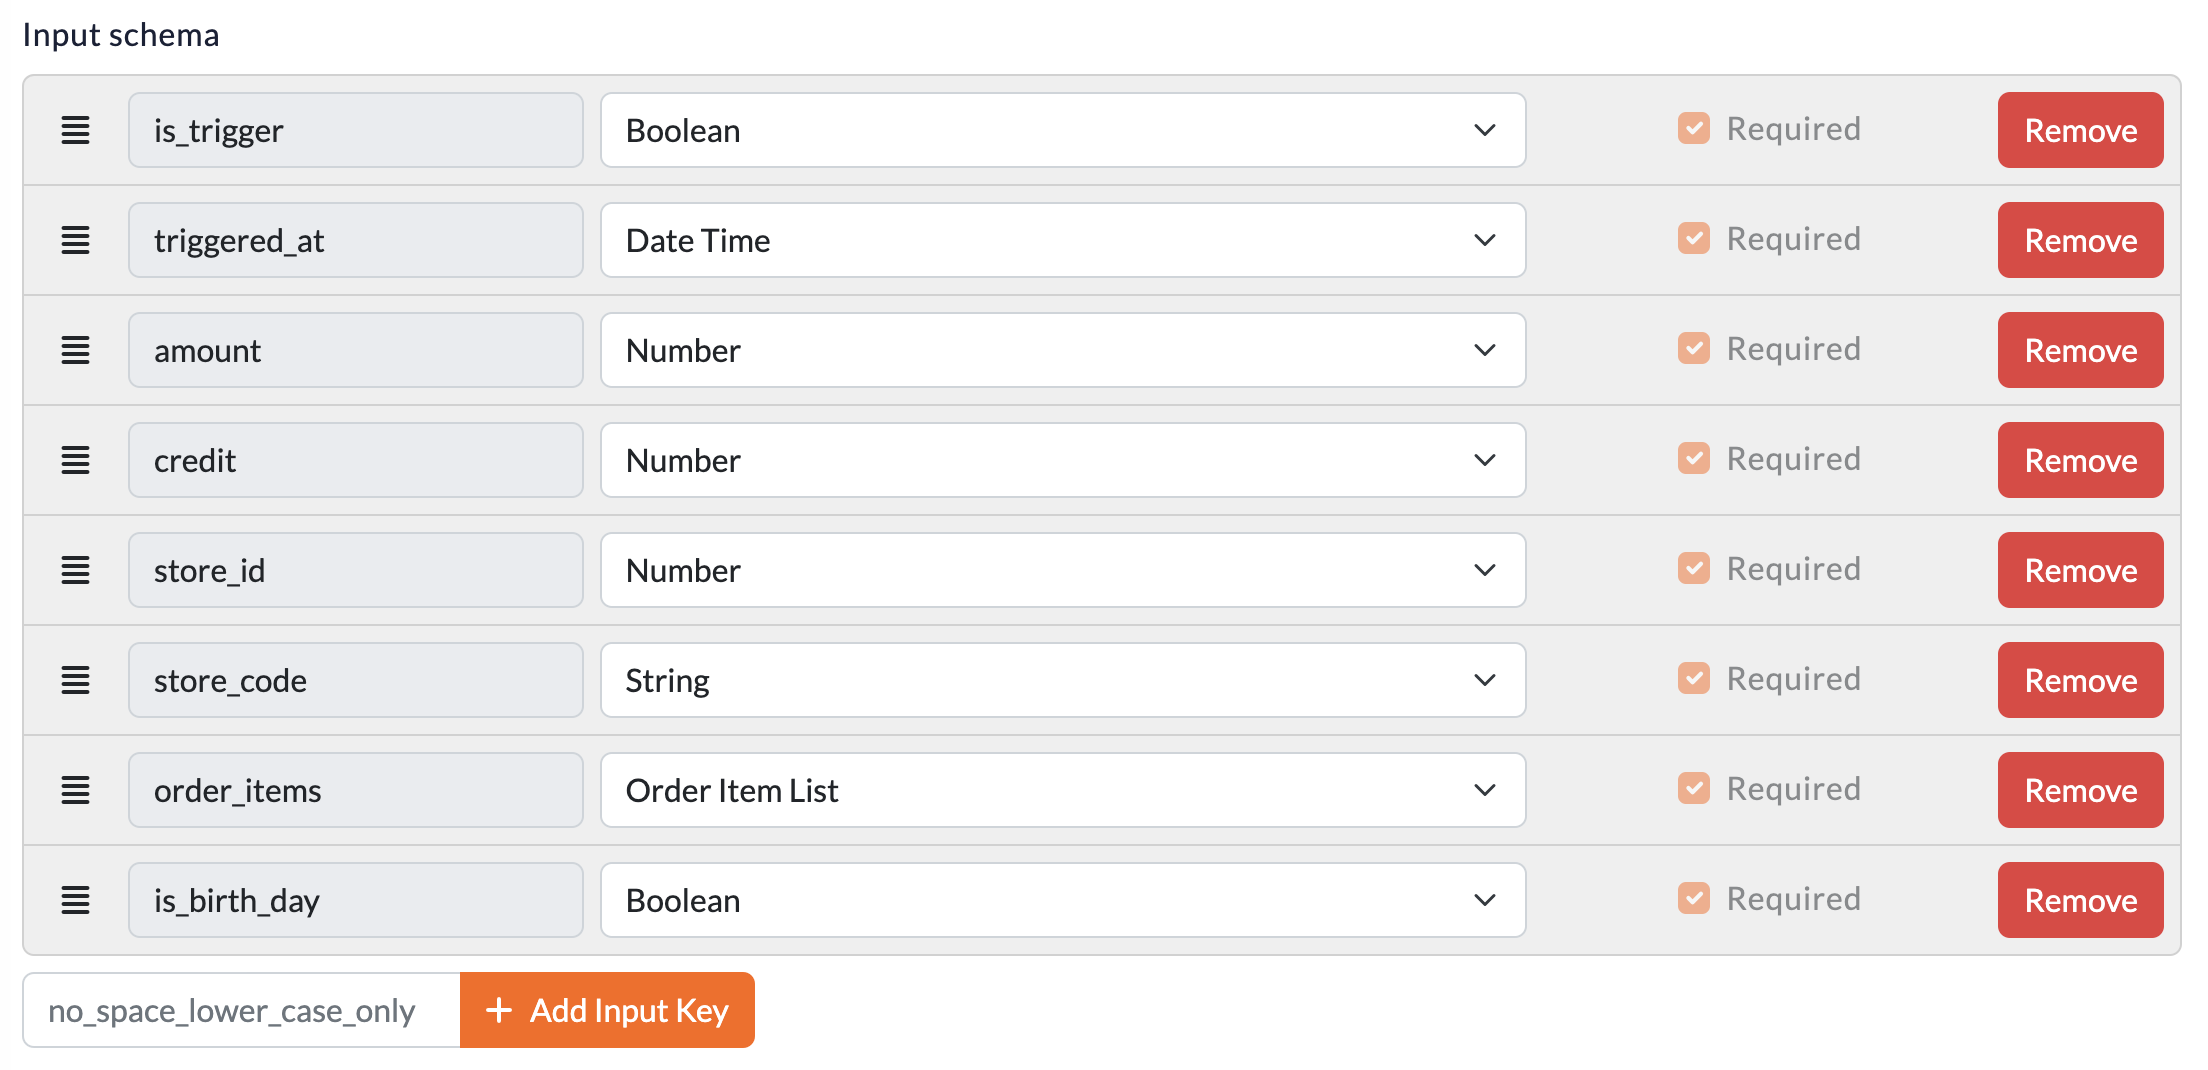 Input schema
is_trigger Boolean Required Remove
triggered_at Date Time Required Remove
amount Number Required Remove
credit Number Required Remove
store_id Number Required Remove
store_code String Required Remove
order_items Order Item List Required Remove
is_birth_day Boolean Required Remove
no_space_lower_case_only + Add Input Key